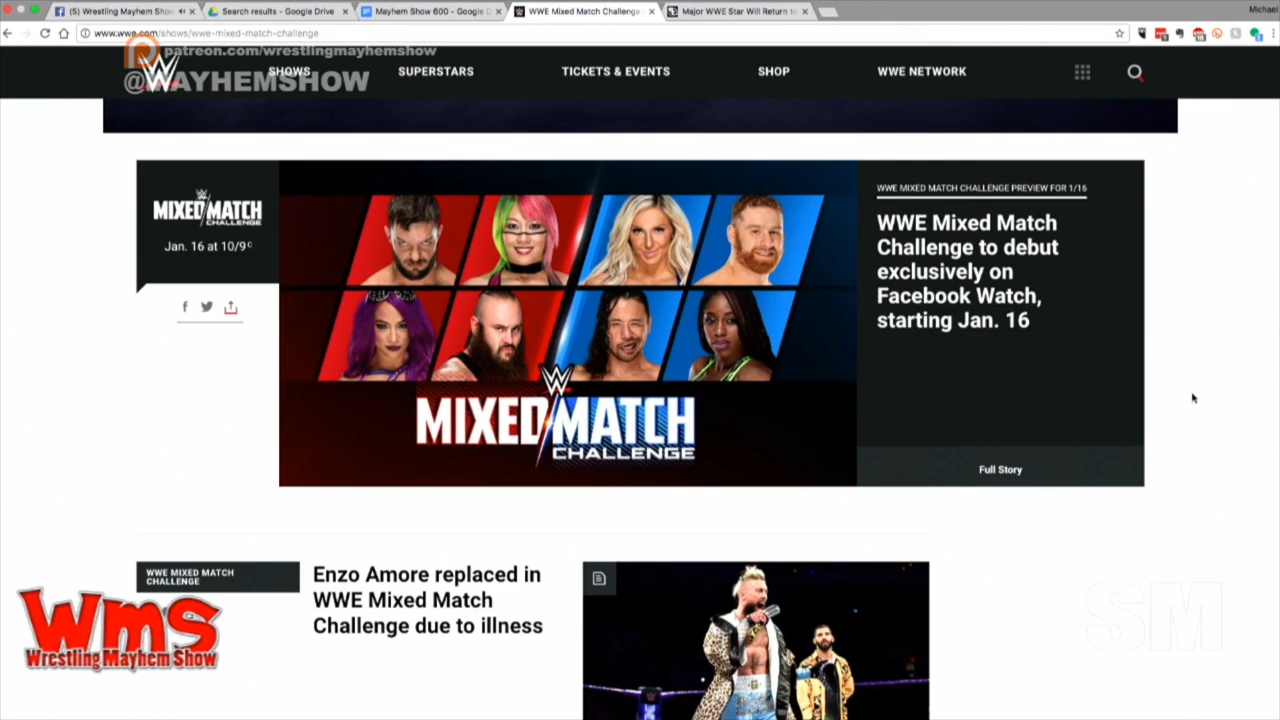 (5) Wrestling Mayhem Show
Search results - Google Drive
Mayhem Show 600 - Google D
WWE Mixed Match Challenge
Major WWE Star Will Return to
Michael
www.wwe.com/shows/wwe-mixed-match-challenge
patreon.com/wrestlingmayhemshow
@MAYHEMSHOW
W
SHOWS
SUPERSTARS
TICKETS & EVENTS
SHOP
WWE NETWORK
MIXED MATCH
CHALLENGE
Jan. 16 at 10/9c
W
MIXED MATCH
CHALLENGE
WWE MIXED MATCH CHALLENGE PREVIEW FOR 1/16
WWE Mixed Match
Challenge to debut
exclusively on
Facebook Watch,
starting Jan. 16
Full Story
WWE MIXED MATCH
CHALLENGE
Enzo Amore replaced in
WWE Mixed Match
Challenge due to illness
Wms
Wrestling Mayhem Show
SM